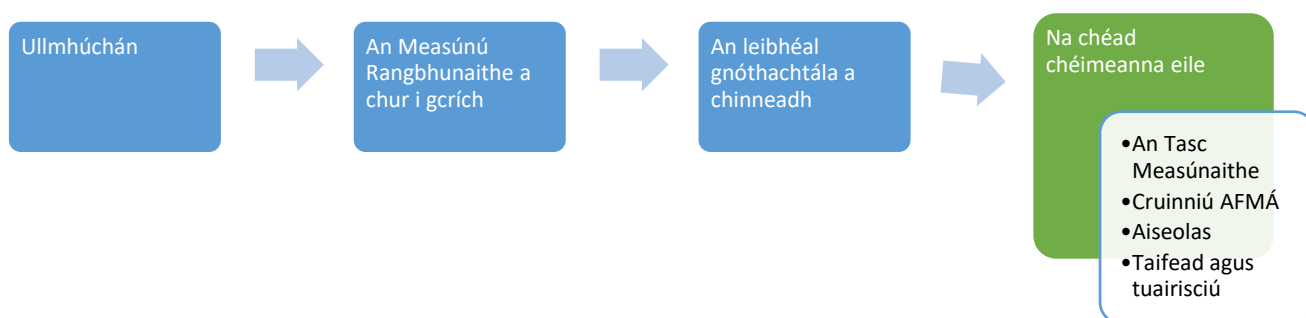 Ullmhúchán
An Measúnú
Rangbhunaithe a
chur i gcrích
An leibhéal
gnóthachtála a
chinneadh
Na chéad
chéimeanna eile
•An Tasc
Measúnaithe
•Cruinniú AFMÁ
•Aiseolas
•Taifead agus
tuairisciú